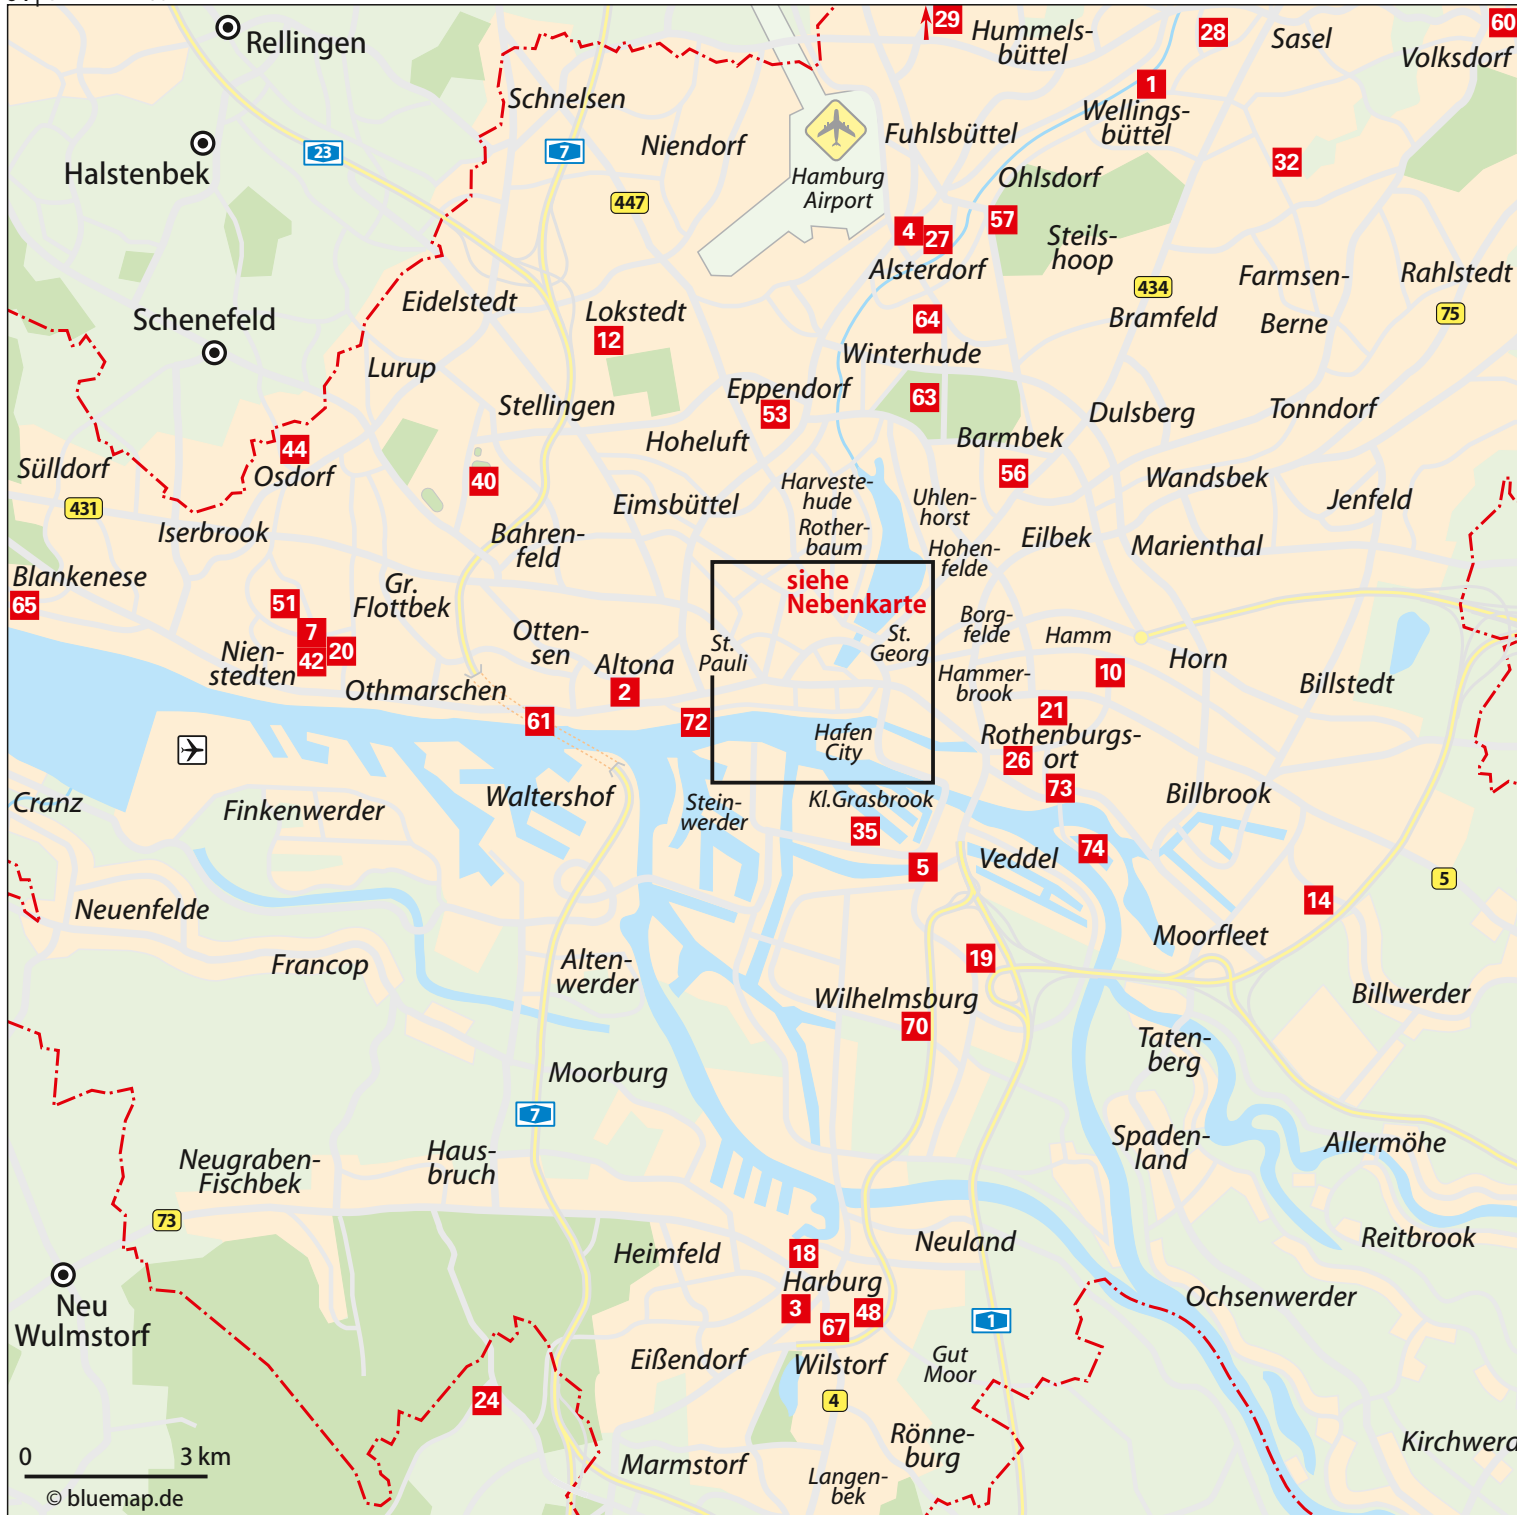 Rellingen
29
Hummels-
büttel
28
Sasel
60
Volksdorf
Schnelsen
1
Wellings-
büttel
Halstenbek
23
7
Niendorf
Fuhlsbüttel
32
Hamburg
Airport
Ohlsdorf
447
4
27
57
Steils-
hoop
Alsterdorf
434
Farmsen-
Berne
Rahlstedt
75
Schenefeld
Eidelstedt
Lokstedt
12
64
Bramfeld
Winterhude
Lurup
Eppendorf
53
63
Stellingen
Dulsberg
Tonndorf
44
Osdorf
Hoheluft
Barmbek
56
Sülldorf
431
40
Harveste-
hude
Uhlen-
horst
Wandsbek
Jenfeld
Eimsbüttel
Iserbrook
Bahren-
feld
Rother-
baum
Hohen-
felde
Eilbek
Marienthal
Blankenese
65
51
Gr.
Flottbek
siehe
Nebenkarte
7
42
20
Nien-
stedten
Otten-
sen
St.
Pauli
St.
Georg
Borg-
felde
Hamm
Altona
2
Othmarschen
Hammer-
brook
10
Horn
Billstedt
61
72
21
Hafen
City
Rothenburgs-
ort
26
73
Cranz
Finkenwerder
Waltershof
Stein-
werder
Kl.Grasbrook
35
Billbrook
5
Veddel
74
5
14
Neuenfelde
Francop
Alten-
werder
Moorfleet
19
Wilhelmsburg
70
Billwerder
Taten-
berg
Moorburg
7
Neugraben-
Fischbek
Haus-
bruch
Spaden-
land
Allermöhe
73
Heimfeld
18
Harburg
Neuland
Reitbrook
3
67
48
1
Ochsenwerder
Neu
Wulmstorf
Eißendorf
Wilstorf
Gut
Moor
24
4
Rönne-
burg
0
3 km
Marmstorf
Langen-
bek
© bluemap.de